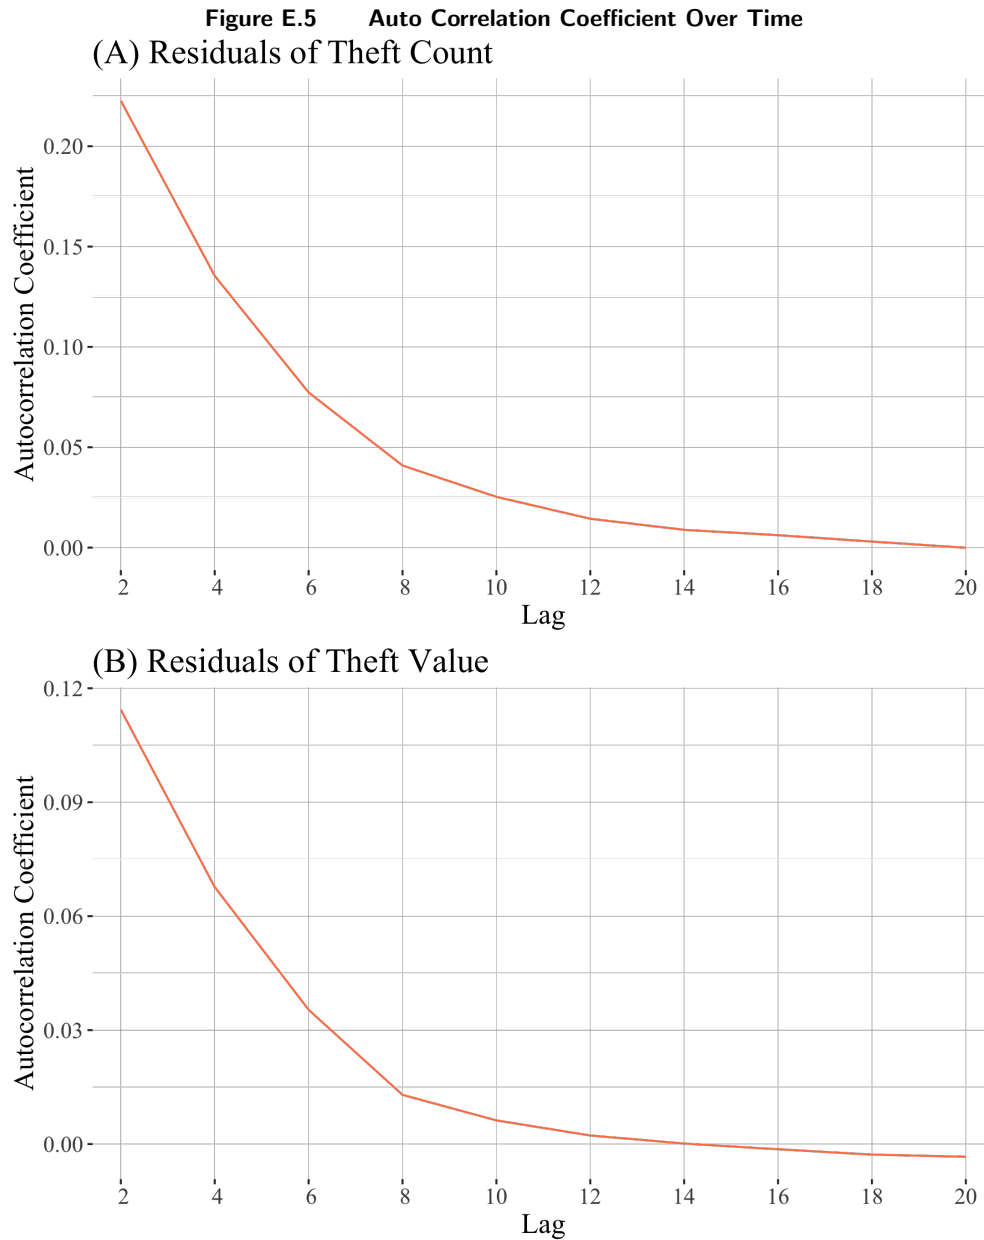 Figure E.5 Auto Correlation Coefficient Over Time
(A) Residuals of Theft Count
Autocorrelation Coefficient
0.20
0.15
0.10
0.05
0.00
2 4 6 8 10 12 14 16 18 20
Lag
(B) Residuals of Theft Value
Autocorrelation Coefficient
0.12
0.09
0.06
0.03
0.00
2 4 6 8 10 12 14 16 18 20
Lag